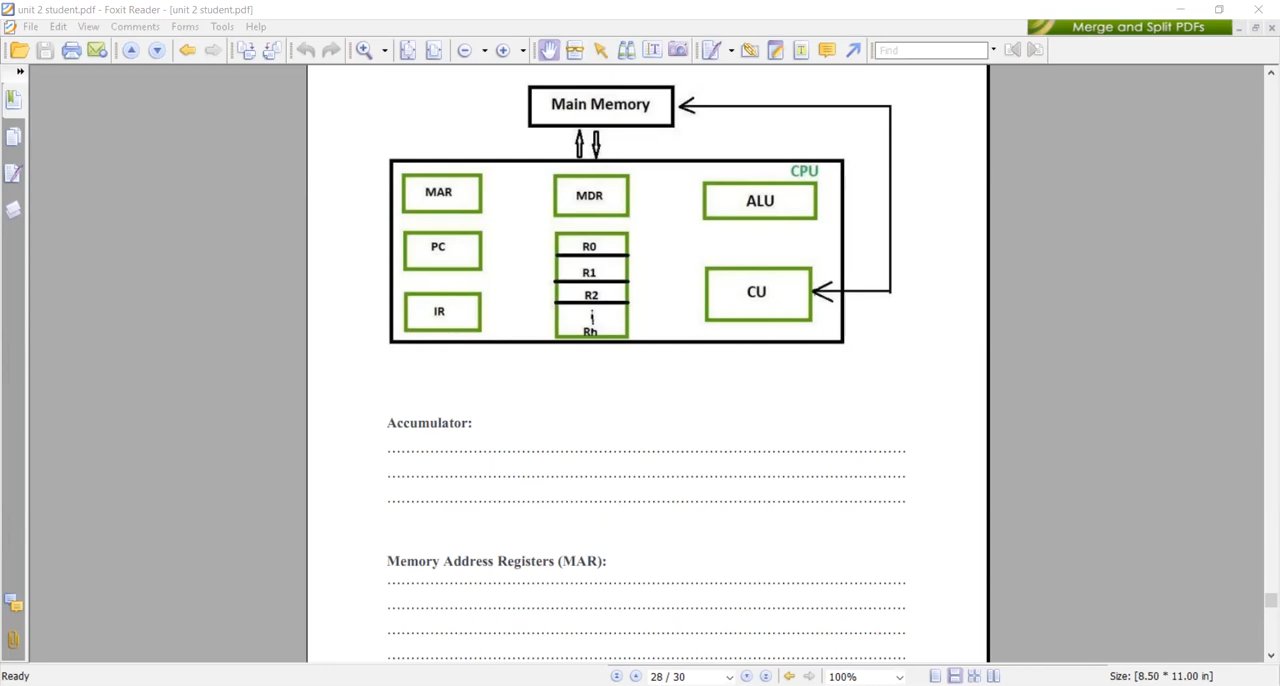 unit 2 student.pdf - Foxit Reader - [unit 2 student.pdf]
File Edit View Comments Forms Tools Help
Merge and Split PDFs
Find
Main Memory
CPU
MAR MDR ALU
PC R0
R1
R2 CU
IR
Rn
Accumulator:
..............................................................................................................
..............................................................................................................
..............................................................................................................
Memory Address Registers (MAR):
..............................................................................................................
..............................................................................................................
..............................................................................................................
..............................................................................................................
Ready 28 / 30 100% Size: [8.50 * 11.00 in]